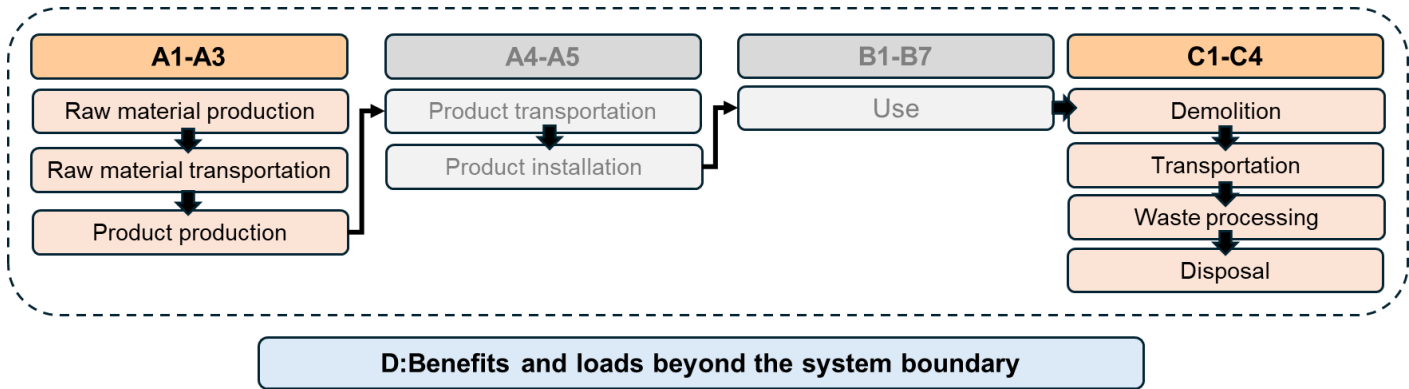 A1-A3
Raw material production
Raw material transportation
Product production
A4-A5
Product transportation
Product installation
B1-B7
Use
C1-C4
Demolition
Transportation
Waste processing
Disposal
D:Benefits and loads beyond the system boundary